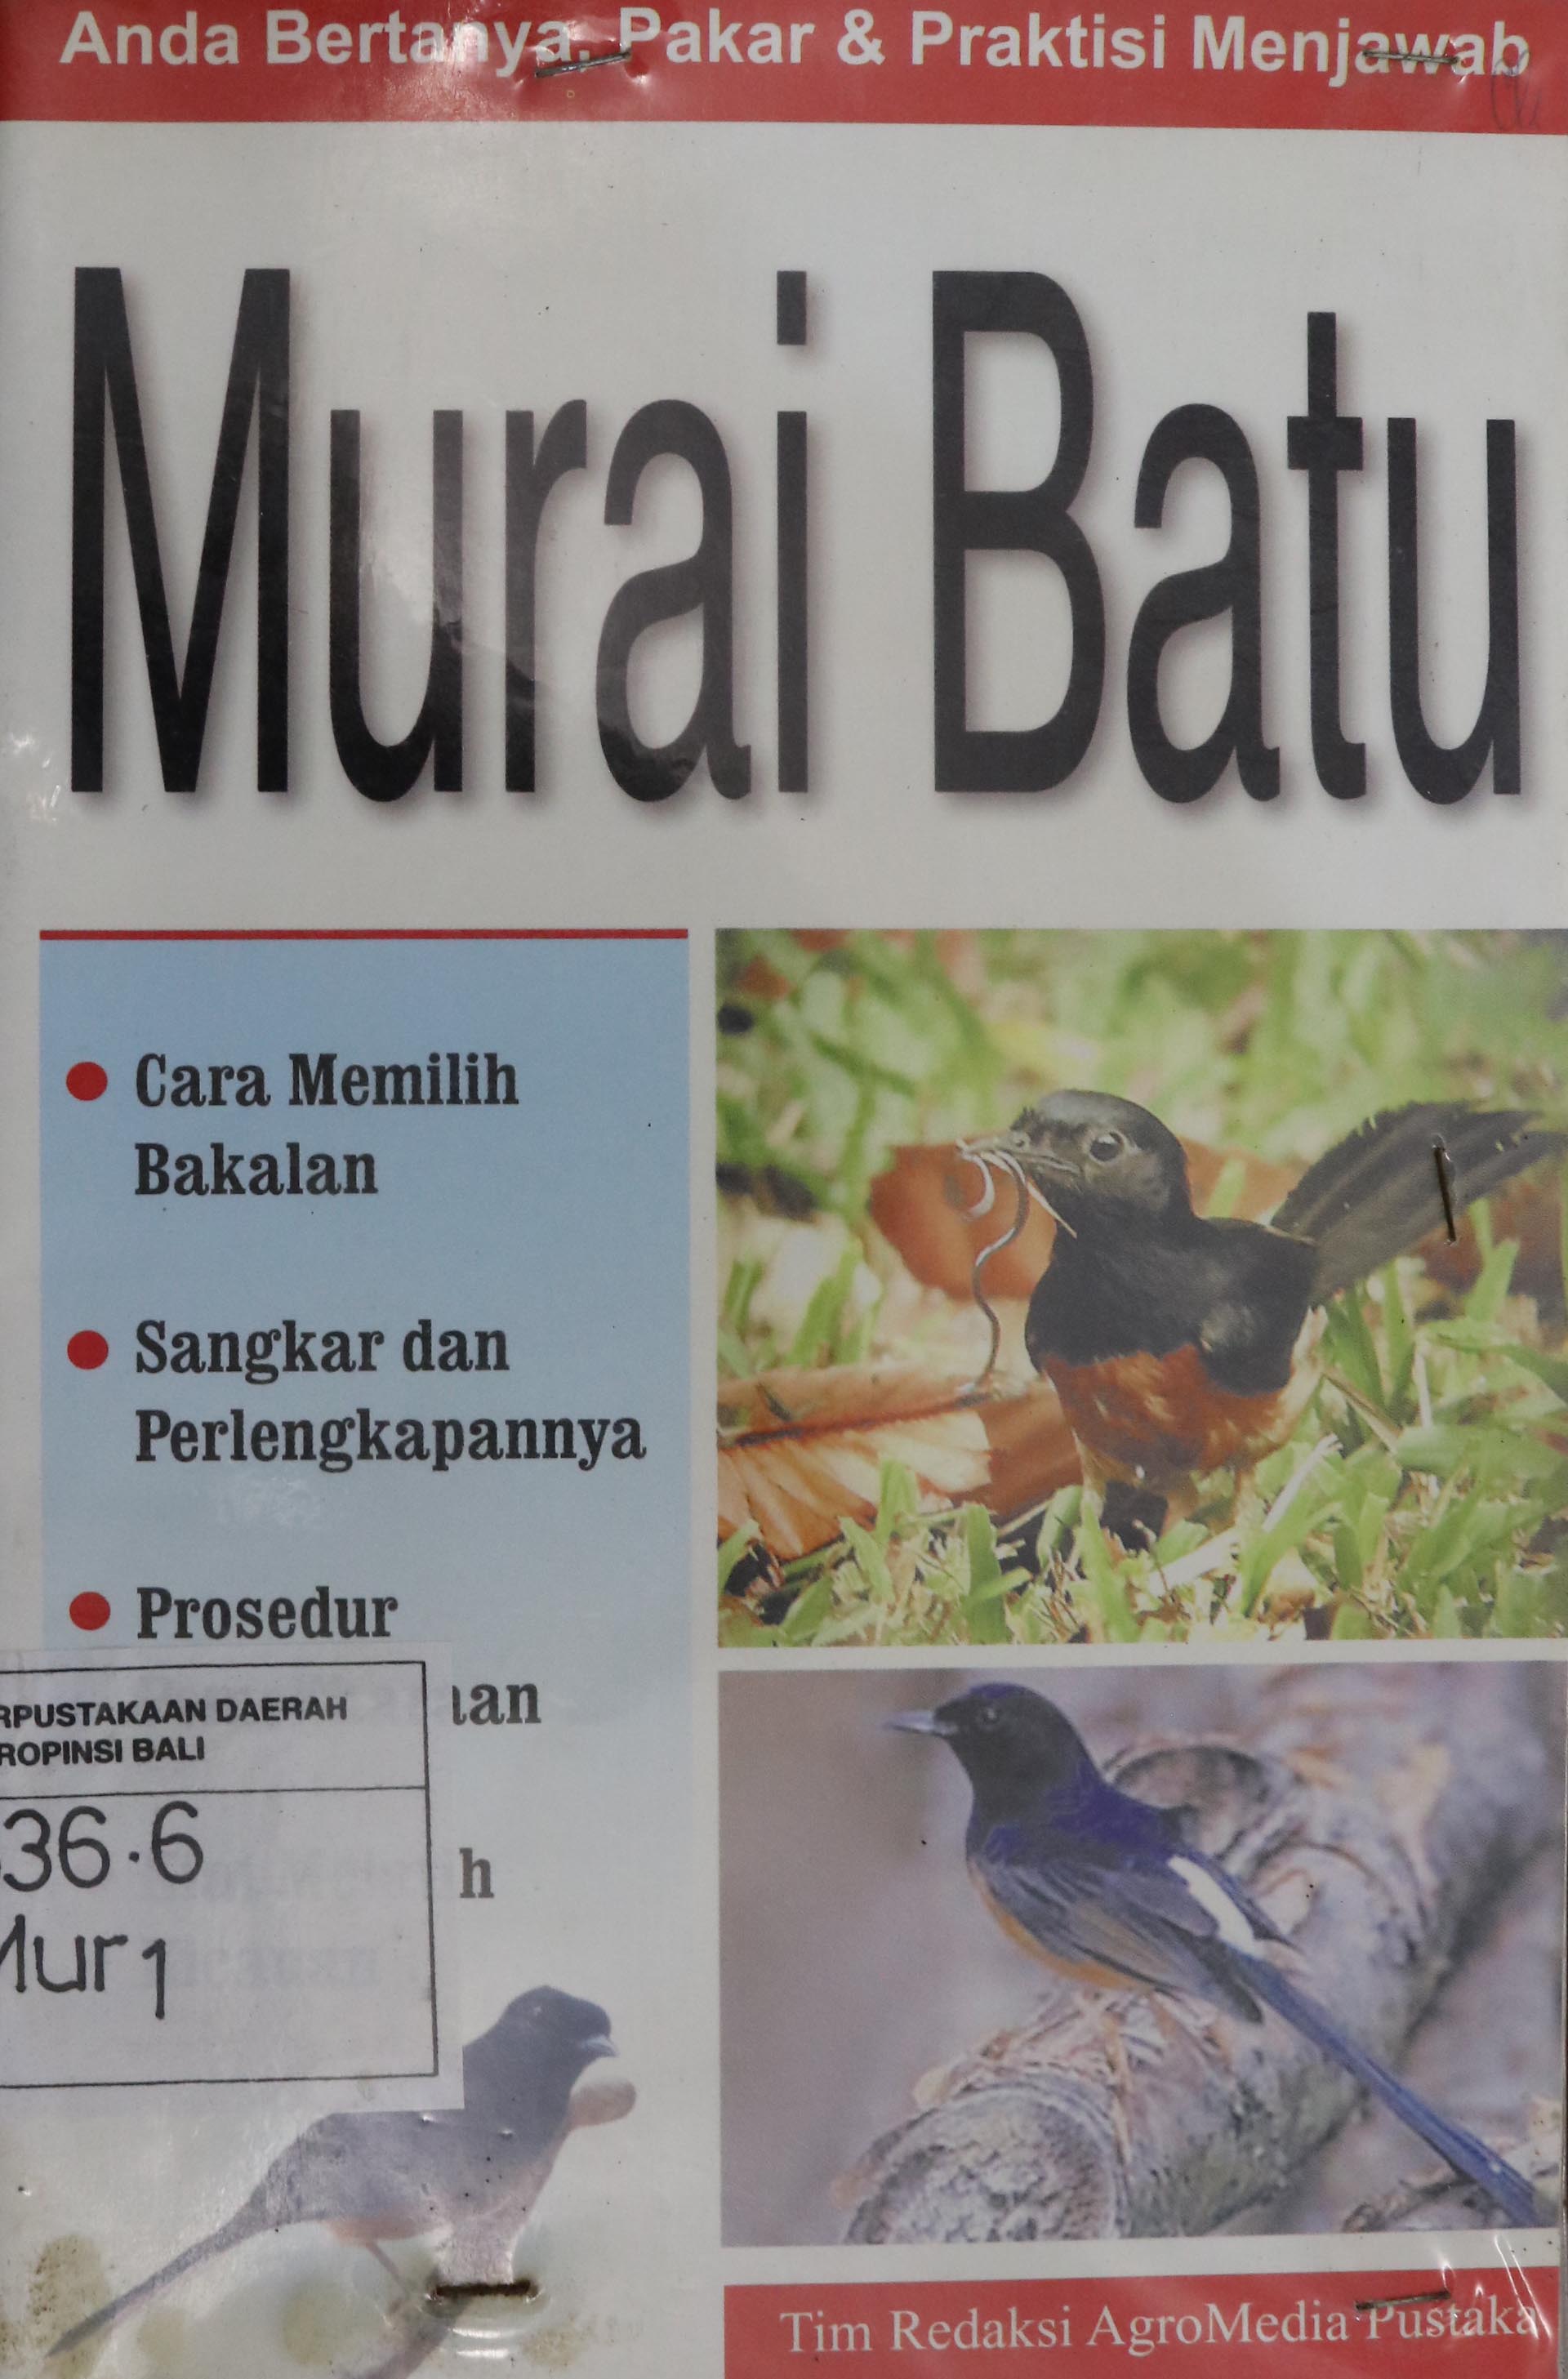 Anda Bertanya, Pakar & Praktisi Menjawab
Murai Batu
Cara Memilih
Bakalan
Sangkar dan
Perlengkapannya
Prosedur
RPUSTAKAAN DAERAH
ROPINSI BALI
36.6
Mur 1
Tim Redaksi AgroMedia Pustaka